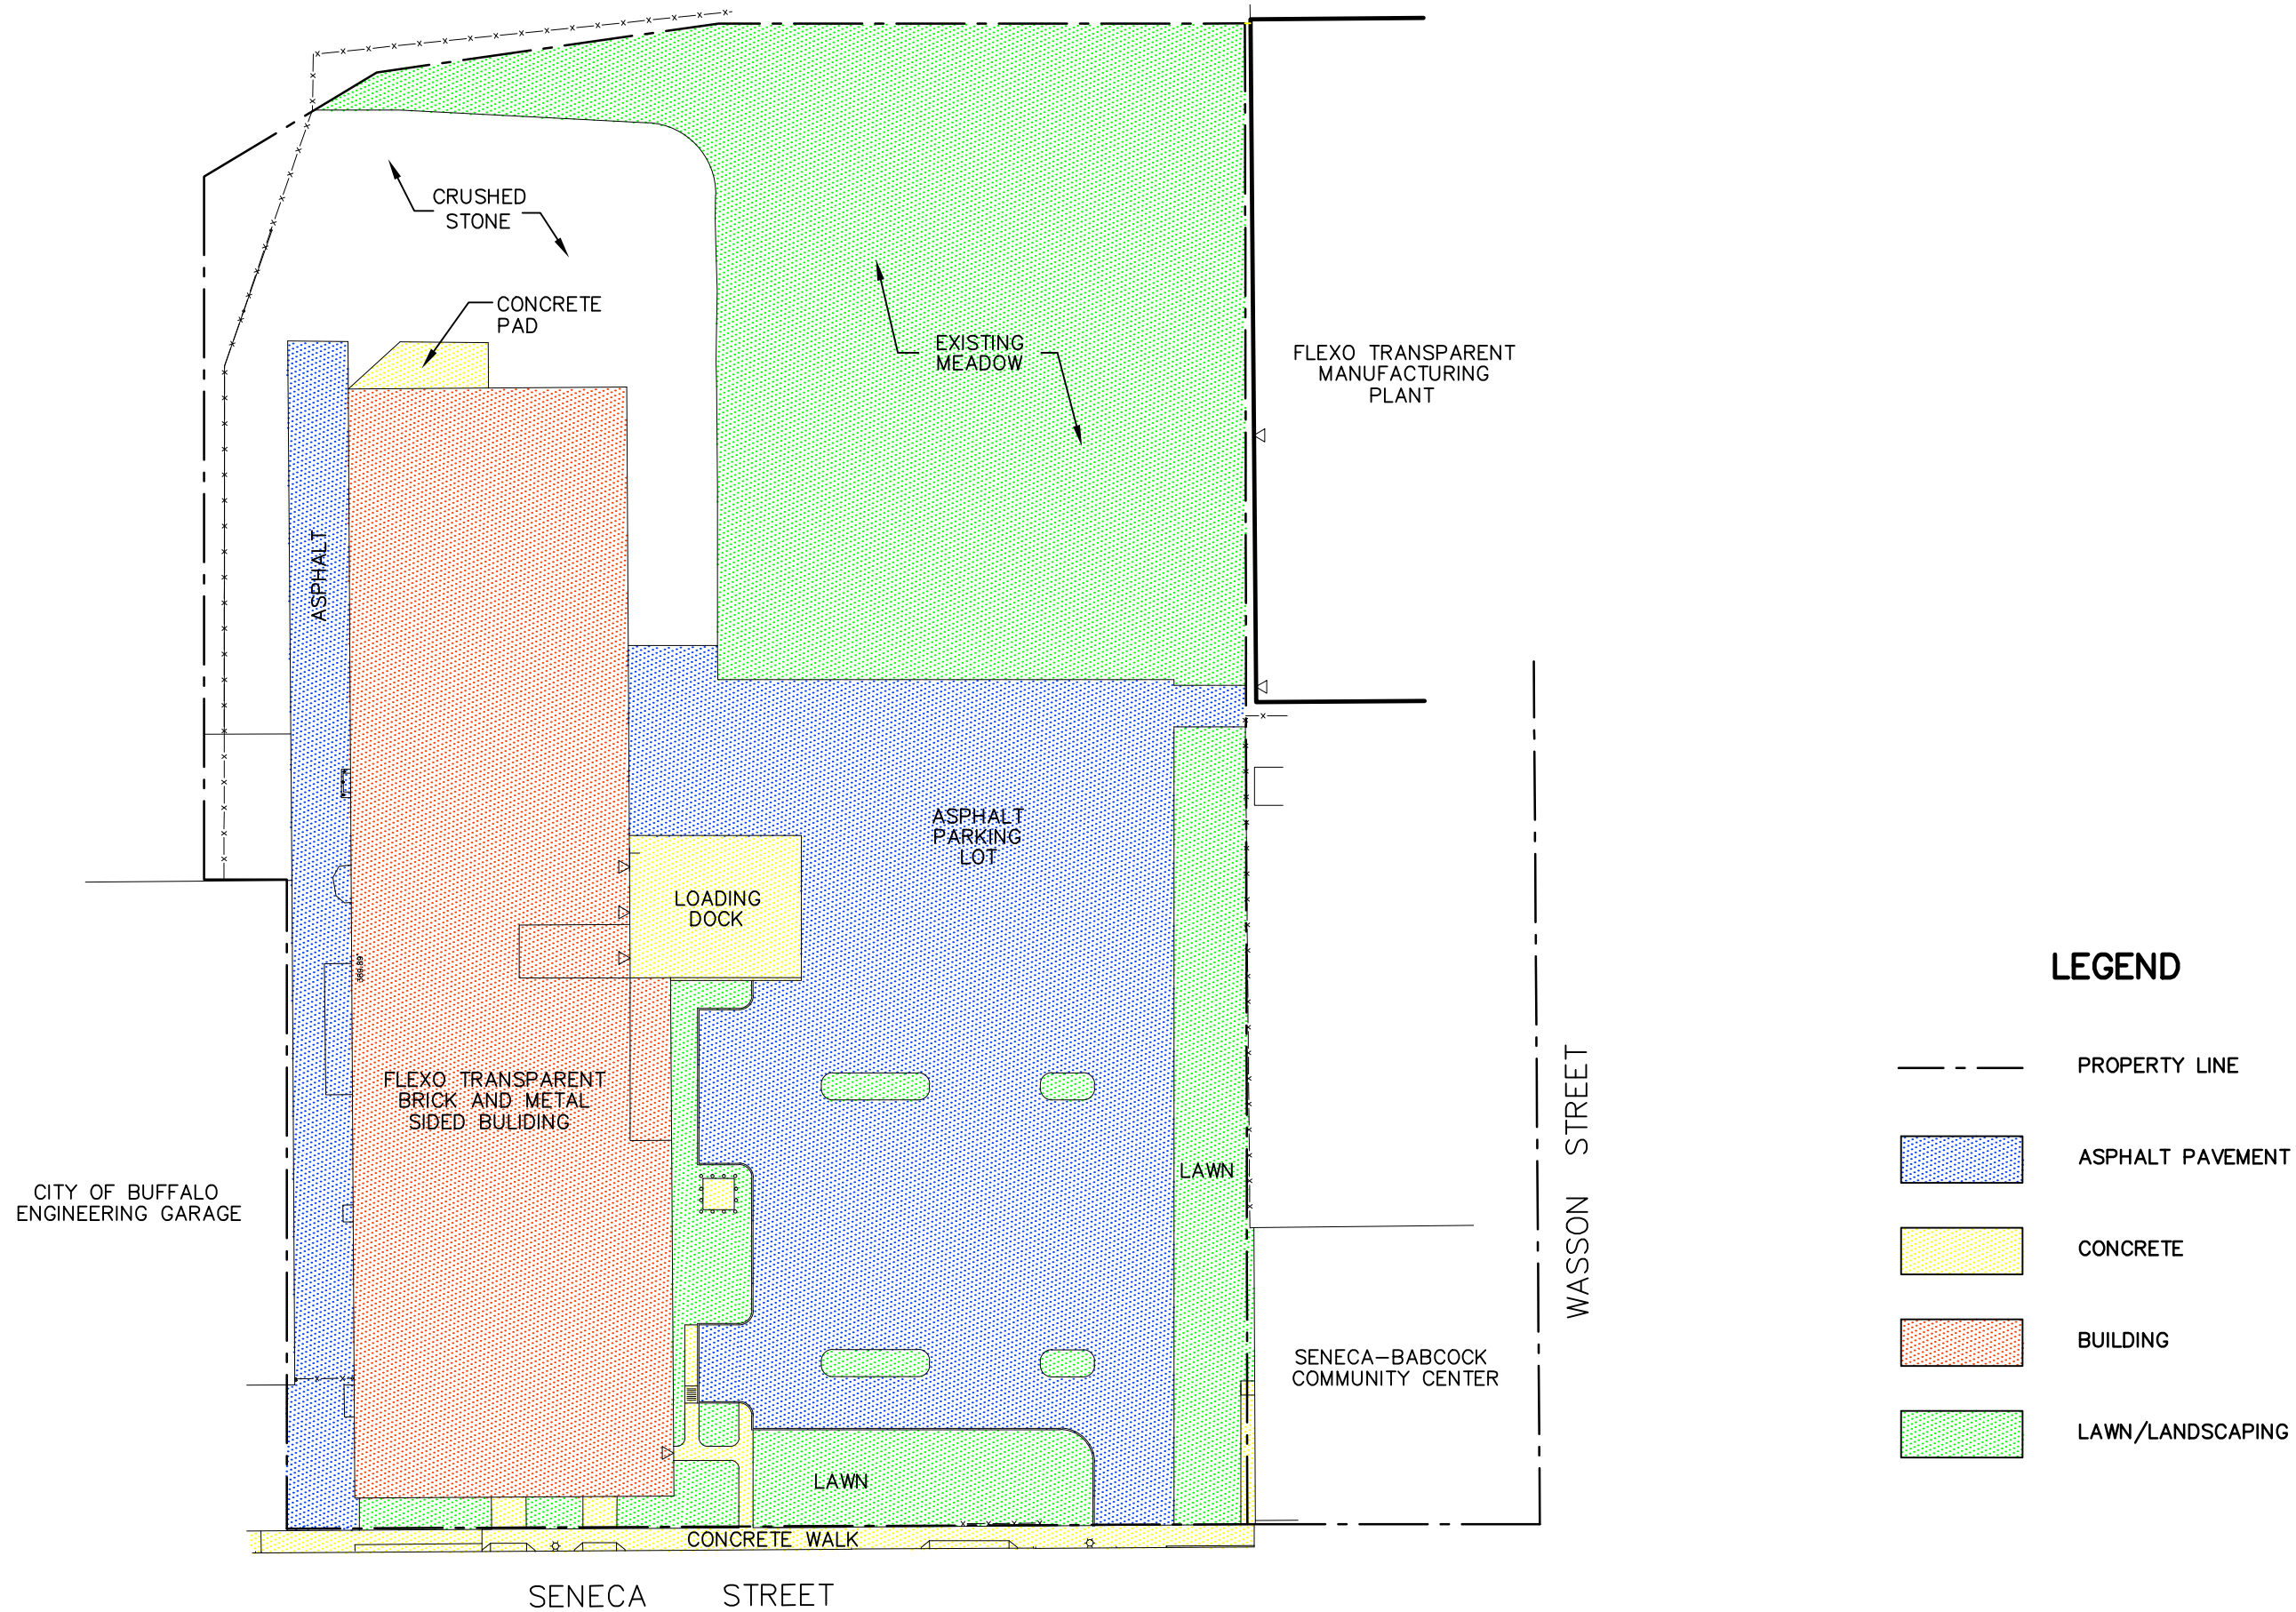 CRUSHED
STONE
CONCRETE
PAD
EXISTING
MEADOW
FLEXO TRANSPARENT
MANUFACTURING
PLANT
ASPHALT
ASPHALT
PARKING
LOT
LOADING
DOCK
369.89'
FLEXO TRANSPARENT
BRICK AND METAL
SIDED BULIDING
CITY OF BUFFALO
ENGINEERING GARAGE
LAWN
WASSON STREET
SENECA-BABCOCK
COMMUNITY CENTER
LAWN
CONCRETE WALK
SENECA STREET
LEGEND
PROPERTY LINE
ASPHALT PAVEMENT
CONCRETE
BUILDING
LAWN/LANDSCAPING